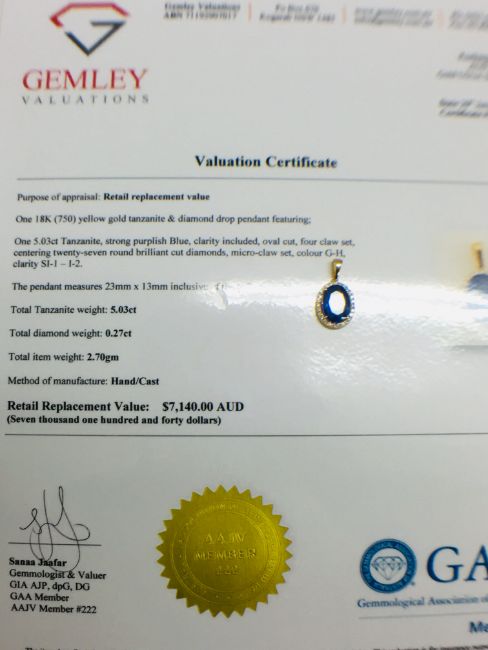 Gemley Valuations
GEMLEY
VALUATIONS
Valuation Certificate
Purpose of appraisal: Retail replacement value
One 18K (750) yellow gold tanzanite & diamond drop pendant featuring;
One 5.03ct Tanzanite, strong purplish Blue, clarity included, oval cut, four claw set,
centering twenty-seven round brilliant cut diamonds, micro-claw set, colour G-H,
clarity SI-1 – I-2.
The pendant measures 23mm x 13mm inclusive
Total Tanzanite weight: 5.03ct
Total diamond weight: 0.27ct
Total item weight: 2.70gm
Method of manufacture: Hand/Cast
Retail Replacement Value: $7,140.00 AUD
(Seven thousand one hundred and forty dollars)
Sanaa Jaafar
Gemmologist & Valuer
GIA AJP, dpG, DG
GAA Member
AAJV Member #222
AAJV
MEMBER
222
GA
Gemmological Association of